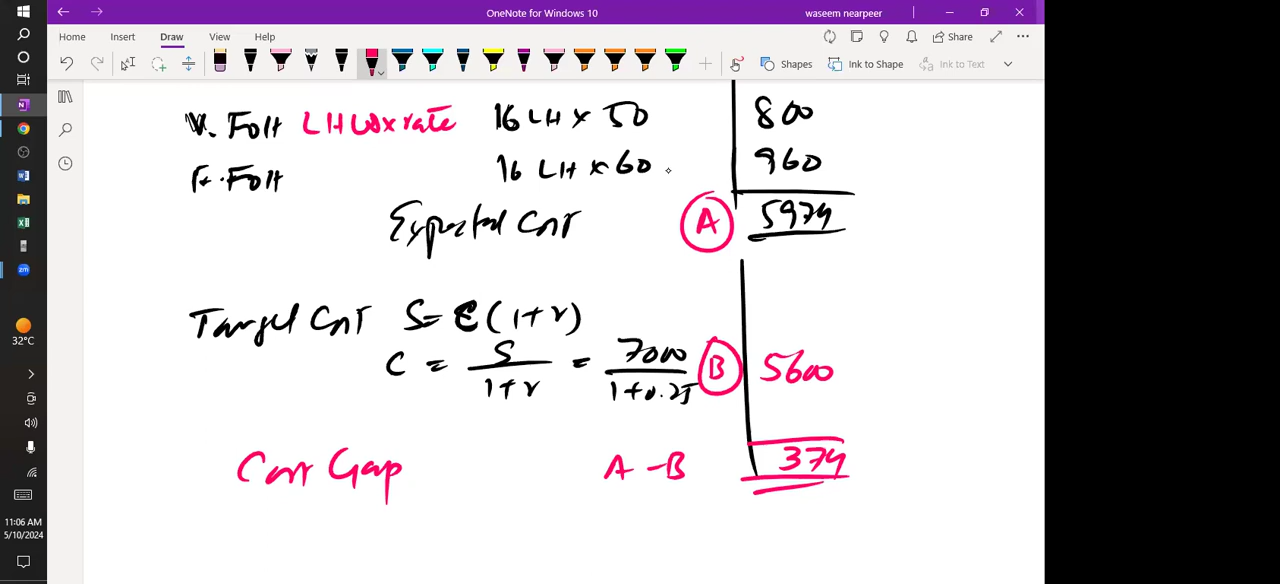 OneNote for Windows 10
waseem nearpeer
Home Insert Draw View Help
Share
Shapes Ink to Shape Ink to Text
V. FoH LH Wo x rate 16 LH x 50 800
F. FoH 16 LH x 60 960
Expected Cost A 5974
Target Cost S = C (1+r)
C = S / 1+r = 7000 / 1+0.25 B 5600
Cost Gap A - B 374
32°C
11:06 AM
5/10/2024